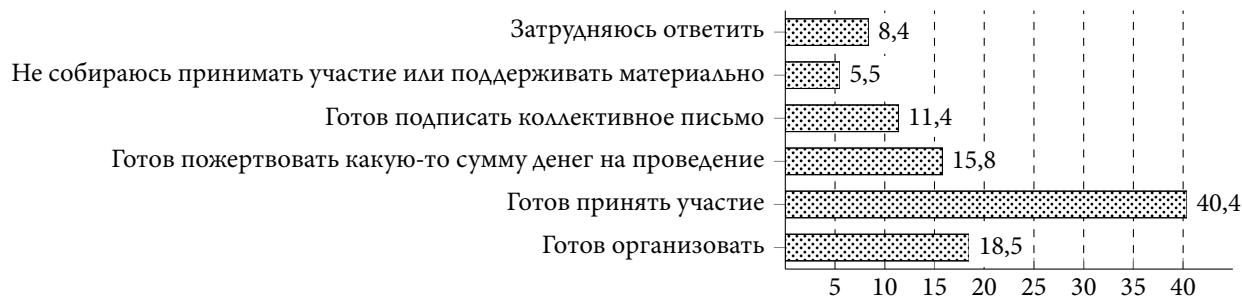 Затрудняюсь ответить 8,4
Не собираюсь принимать участие или поддерживать материально 5,5
Готов подписать коллективное письмо 11,4
Готов пожертвовать какую-то сумму денег на проведение 15,8
Готов принять участие 40,4
Готов организовать 18,5
5 10 15 20 25 30 35 40